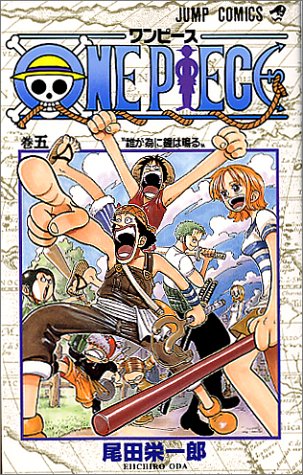 JUMP COMICS
ワンピース
ONE PIECE
巻五
"誰が為に鐘は鳴る"
尾田栄一郎
EIICHIRO ODA